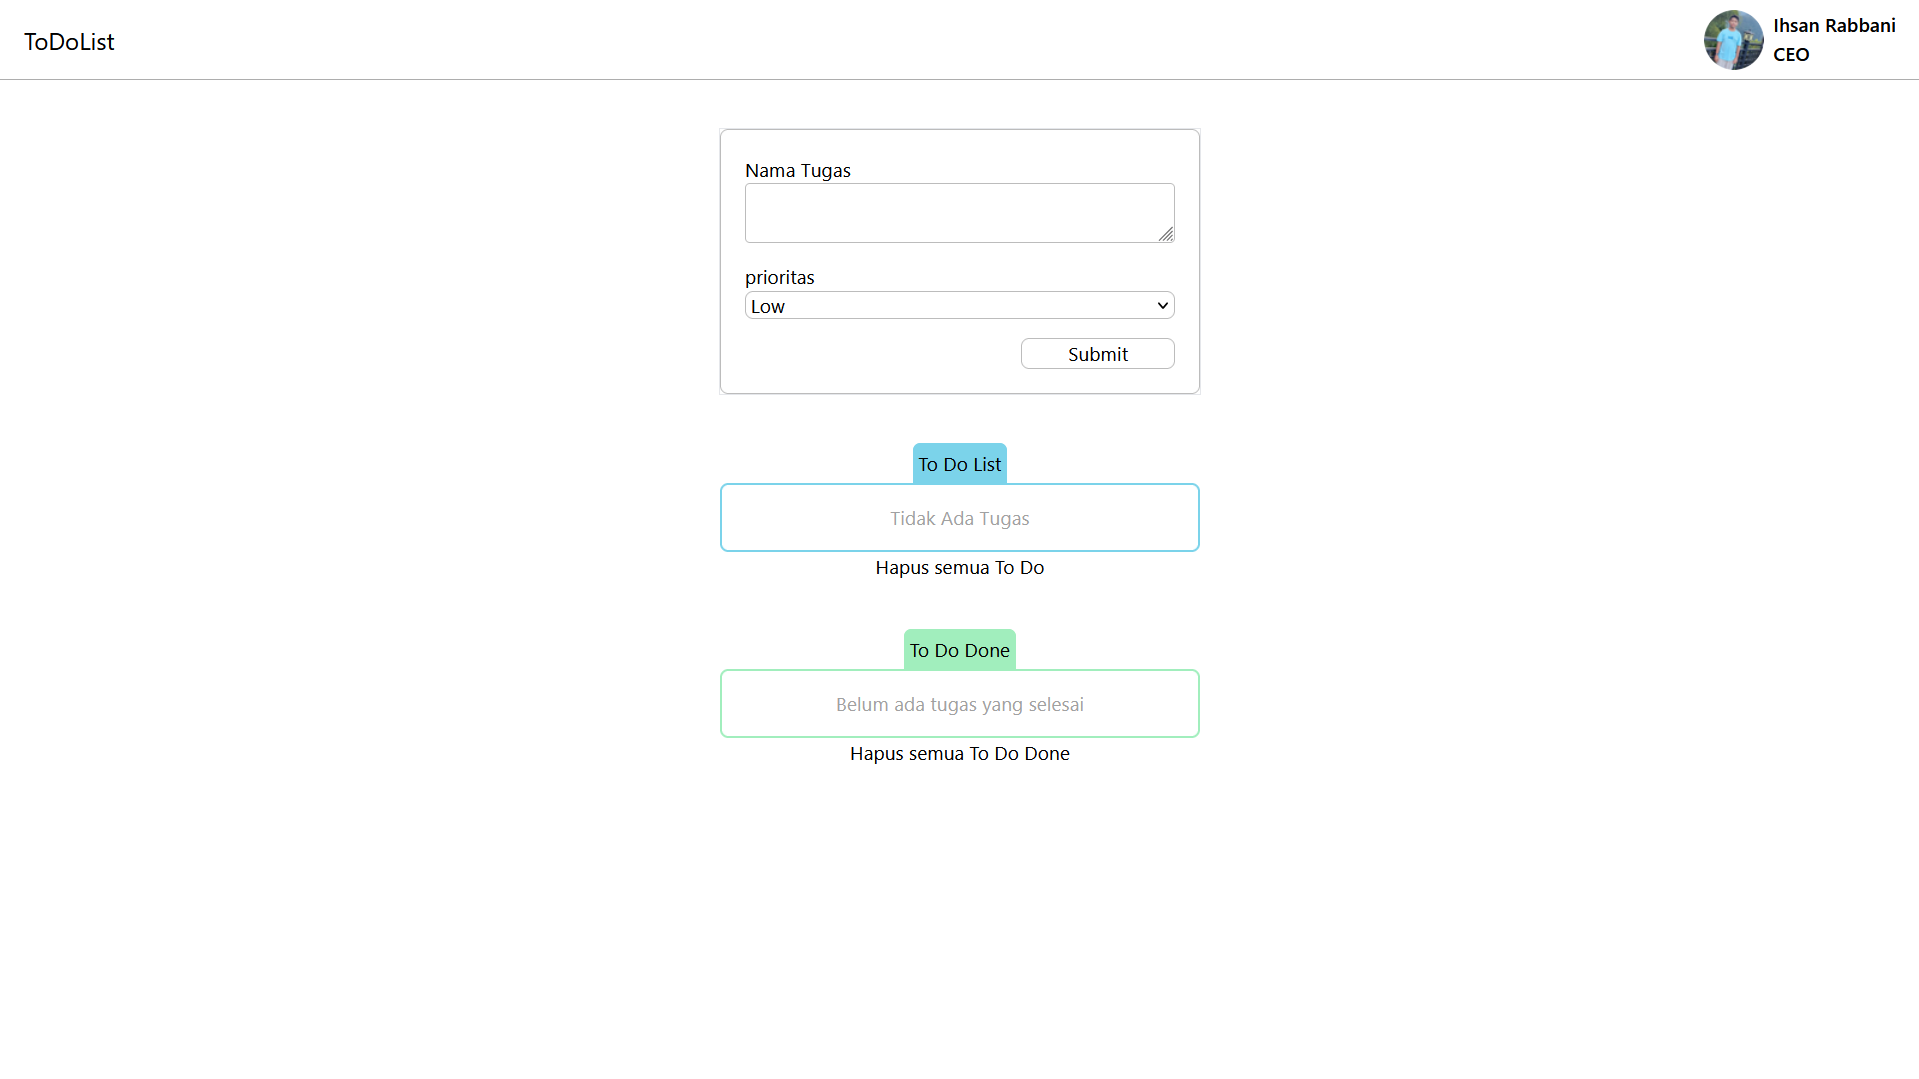 ToDoList
Ihsan Rabbani
CEO
Nama Tugas
prioritas
Low
Submit
To Do List
Tidak Ada Tugas
Hapus semua To Do
To Do Done
Belum ada tugas yang selesai
Hapus semua To Do Done